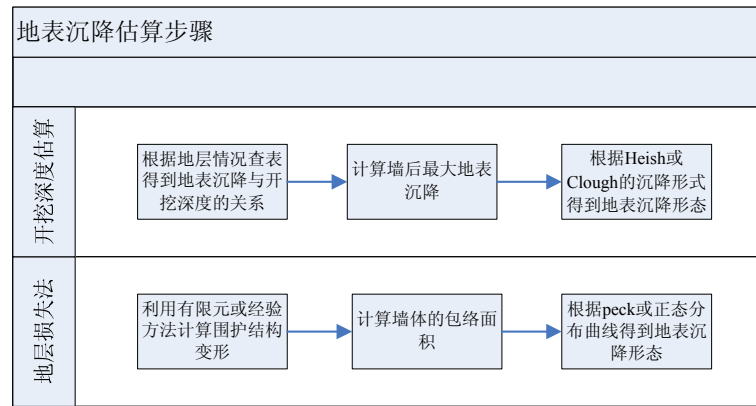 地表沉降估算步骤
开挖深度估算
根据地层情况查表
得到地表沉降与开
挖深度的关系
计算墙后最大地表
沉降
根据Heish或
Clough的沉降形式
得到地表沉降形态
地层损失法
利用有限元或经验
方法计算围护结构
变形
计算墙体的包络面
积
根据peck或正态分
布曲线得到地表沉
降形态